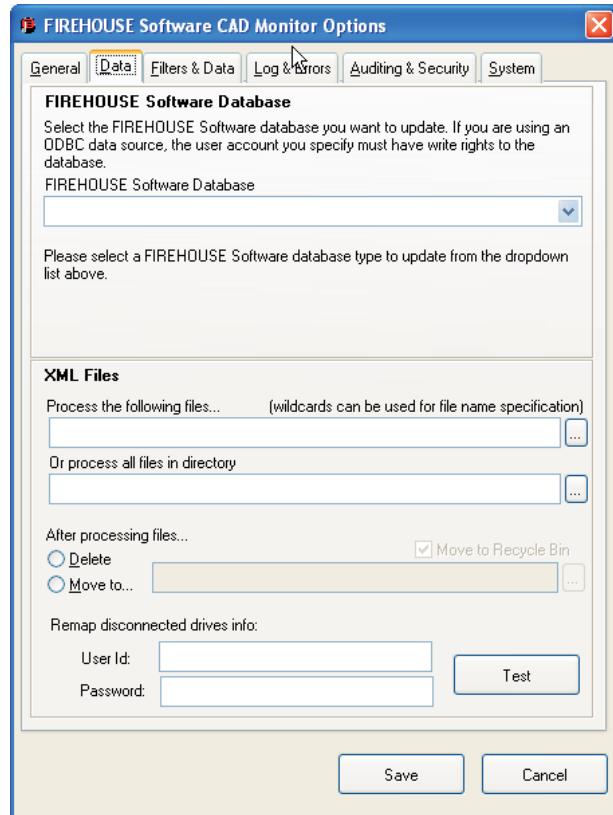 FIREHOUSE Software CAD Monitor Options
General Data Filters & Data Log & Errors Auditing & Security System
FIREHOUSE Software Database
Select the FIREHOUSE Software database you want to update. If you are using an
ODBC data source, the user account you specify must have write rights to the
database.
FIREHOUSE Software Database
Please select a FIREHOUSE Software database type to update from the dropdown
list above.
XML Files
Process the following files... (wildcards can be used for file name specification)
...
Or process all files in directory
...
After processing files...
Move to Recycle Bin
Delete
Move to... ...
Remap disconnected drives info:
User Id:
Test
Password:
Save Cancel